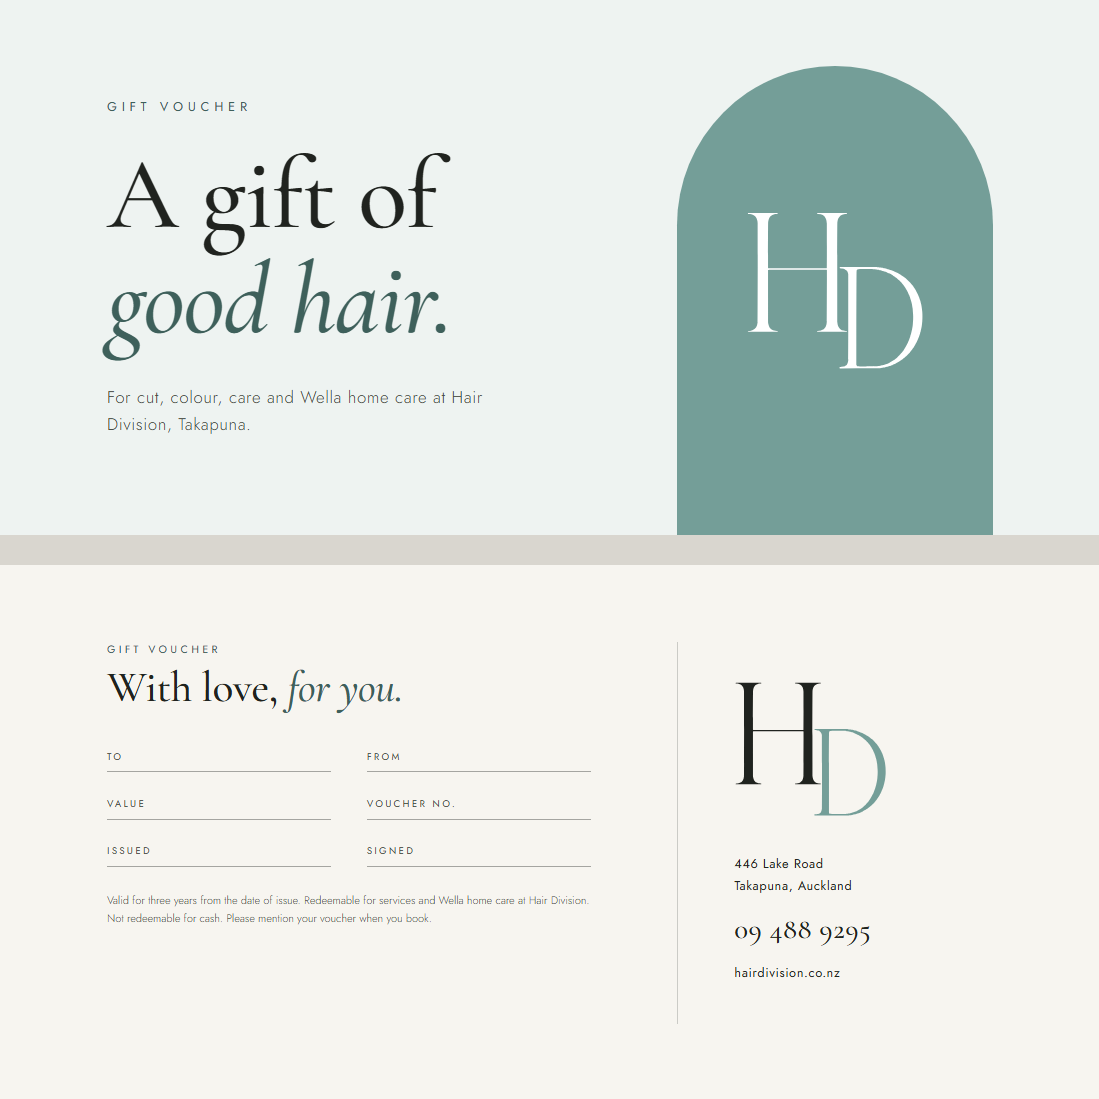 GIFT VOUCHER
A gift of
good hair.
For cut, colour, care and Wella home care at Hair
Division, Takapuna.
HD
GIFT VOUCHER
With love, for you.
TO
FROM
VALUE
VOUCHER NO.
ISSUED
SIGNED
Valid for three years from the date of issue. Redeemable for services and Wella home care at Hair Division.
Not redeemable for cash. Please mention your voucher when you book.
HD
446 Lake Road
Takapuna, Auckland
09 488 9295
hairdivision.co.nz